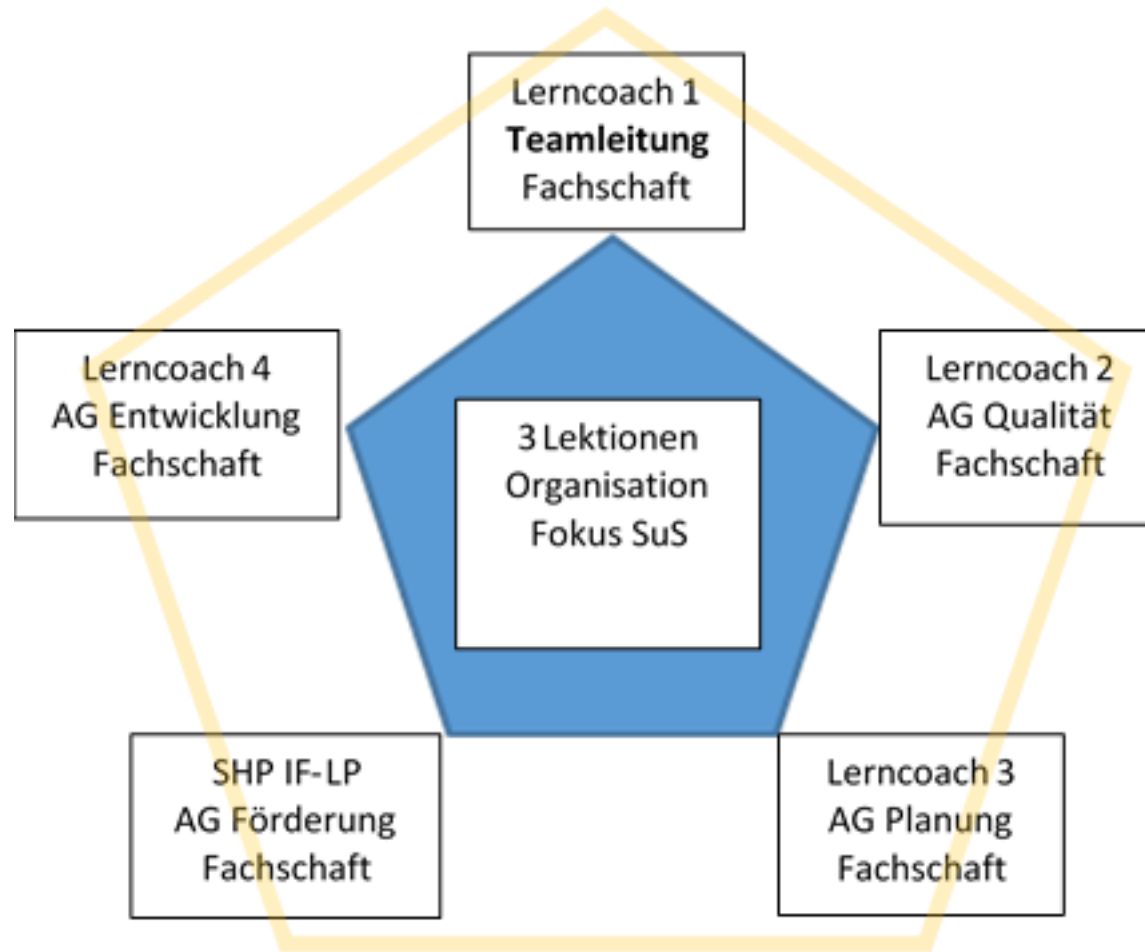 Lerncoach 1
Teamleitung
Fachschaft
Lerncoach 4
AG Entwicklung
Fachschaft
3 Lektionen
Organisation
Fokus SuS
Lerncoach 2
AG Qualität
Fachschaft
SHP IF-LP
AG Förderung
Fachschaft
Lerncoach 3
AG Planung
Fachschaft